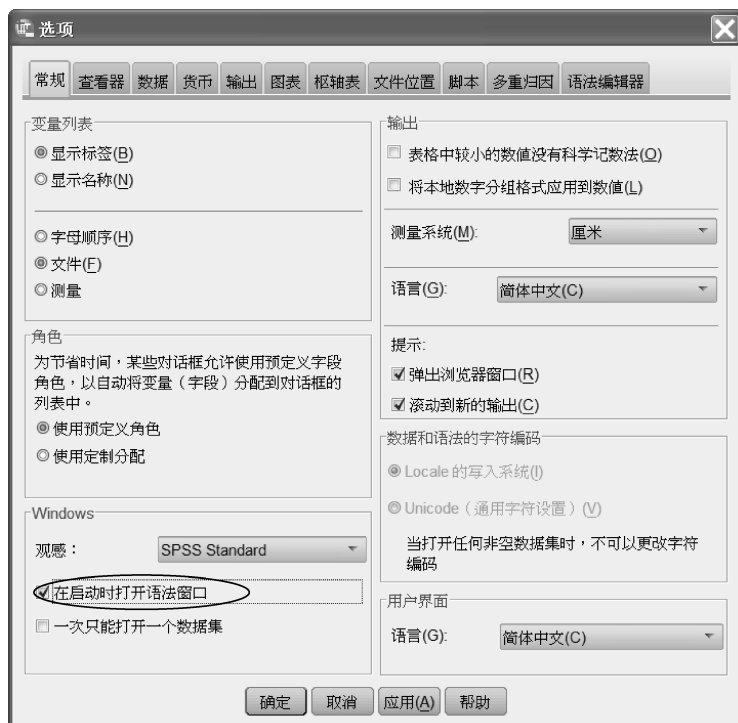 选项
常规 查看器 数据 货币 输出 图表 枢轴表 文件位置 脚本 多重归因 语法编辑器
变量列表
显示标签(B)
显示名称(N)
字母顺序(H)
文件(F)
测量
角色
为节省时间，某些对话框允许使用预定义字段
角色，以自动将变量（字段）分配到对话框的
列表中。
使用预定义角色
使用定制分配
Windows
观感： SPSS Standard
在启动时打开语法窗口
一次只能打开一个数据集
输出
表格中较小的数值没有科学记数法(O)
将本地数字分组格式应用到数值(L)
测量系统(M): 厘米
语言(G): 简体中文(C)
提示:
弹出浏览器窗口(R)
滚动到新的输出(C)
数据和语法的字符编码
Locale 的写入系统(I)
Unicode（通用字符设置）(V)
当打开任何非空数据集时，不可以更改字符
编码
用户界面
语言(G): 简体中文(C)
确定 取消 应用(A) 帮助